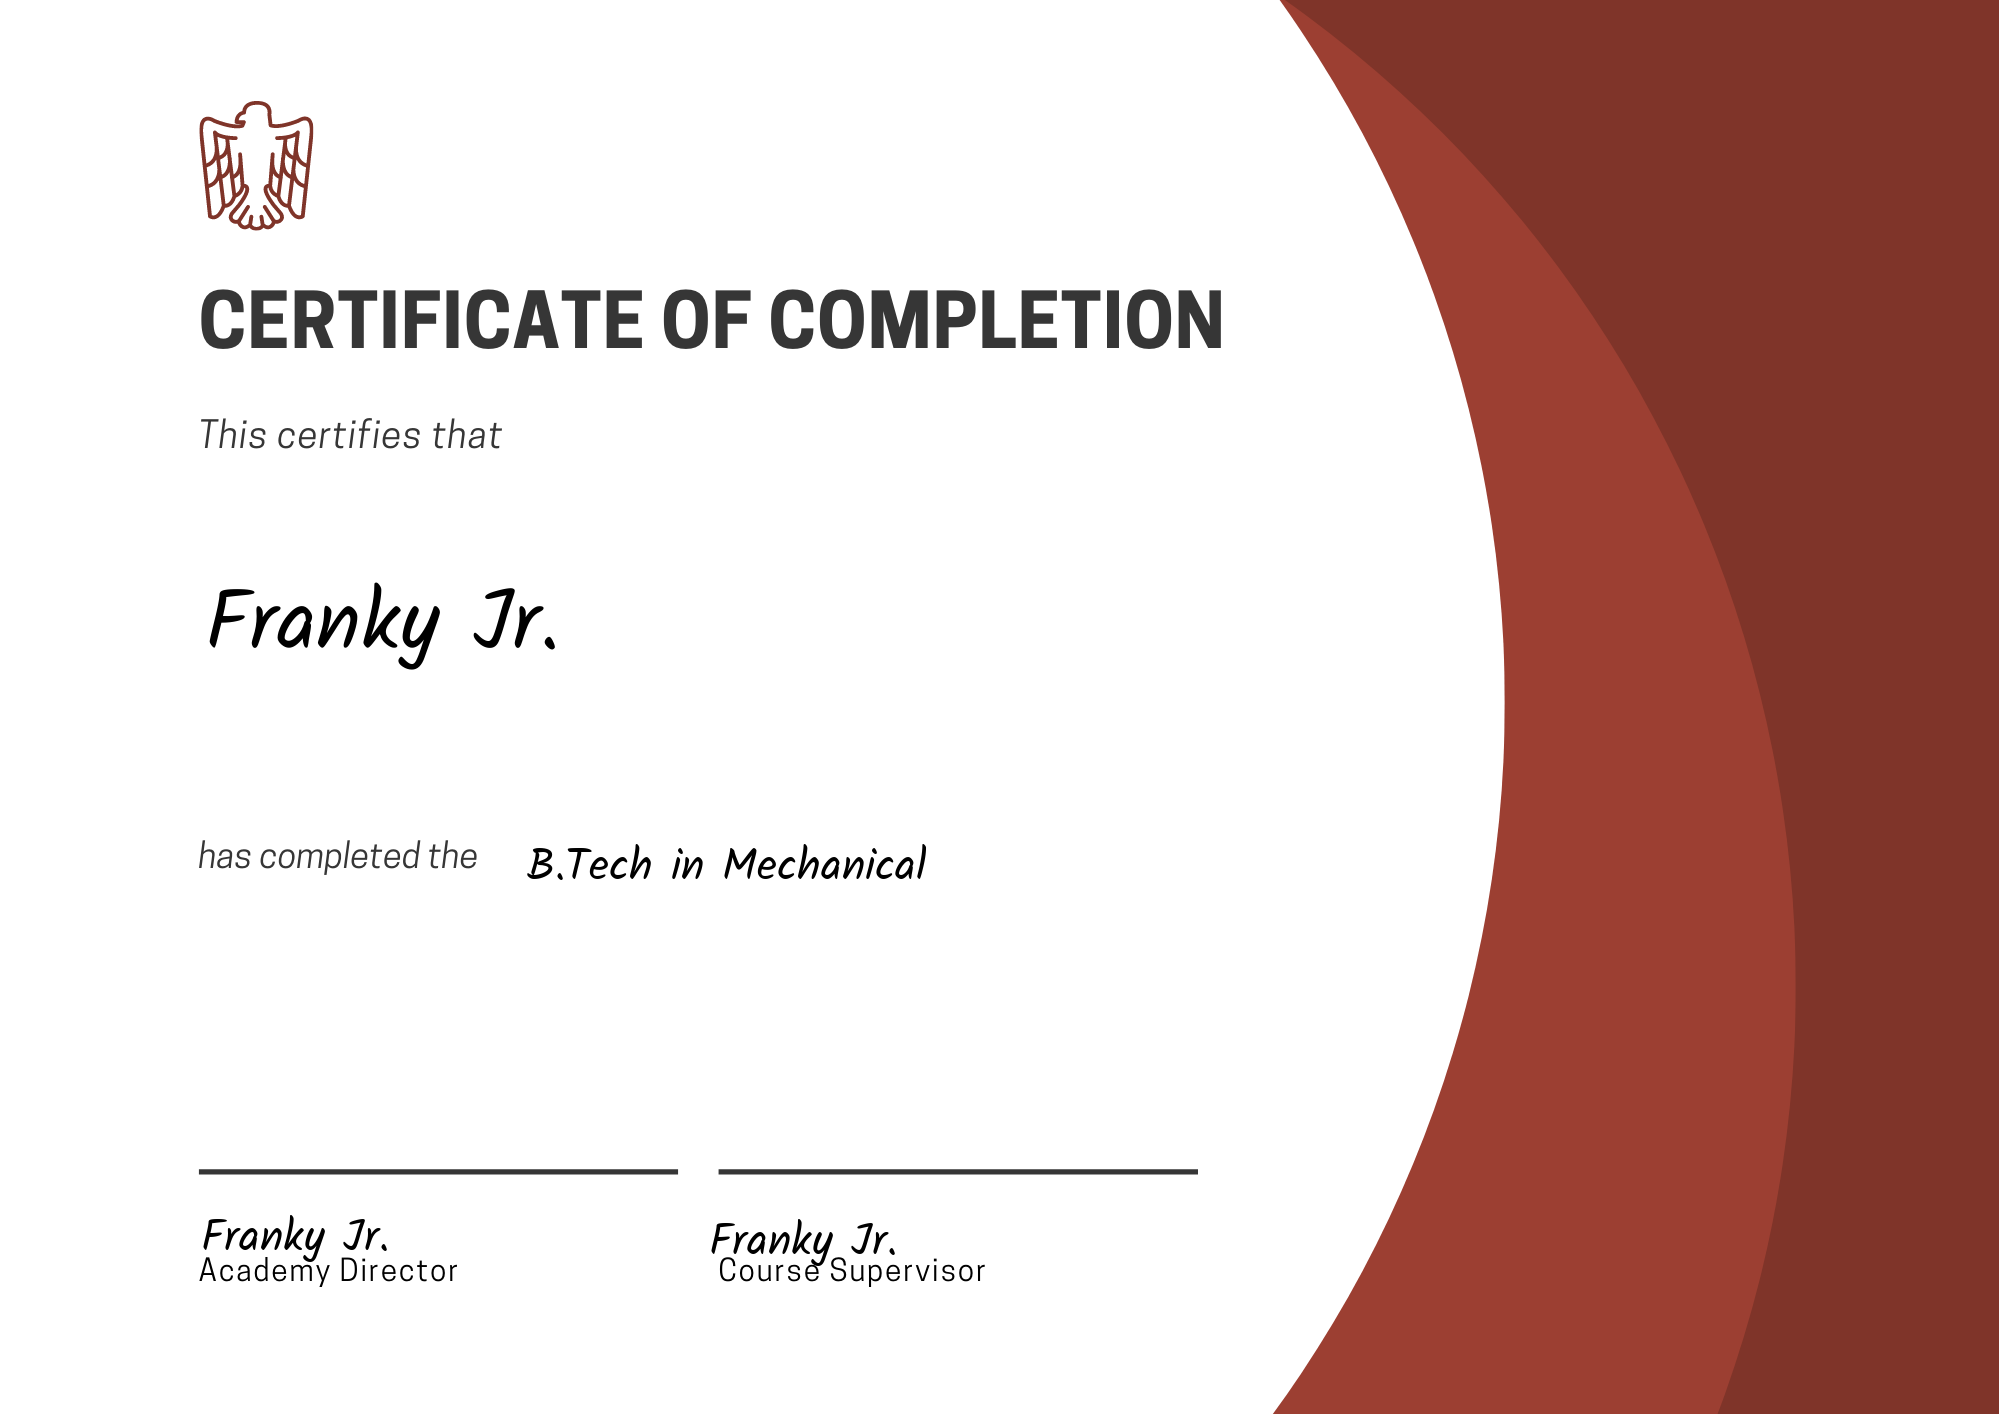 CERTIFICATE OF COMPLETION
This certifies that
Franky Jr.
has completed the B.Tech in Mechanical
Franky Jr.
Academy Director
Franky Jr.
Course Supervisor